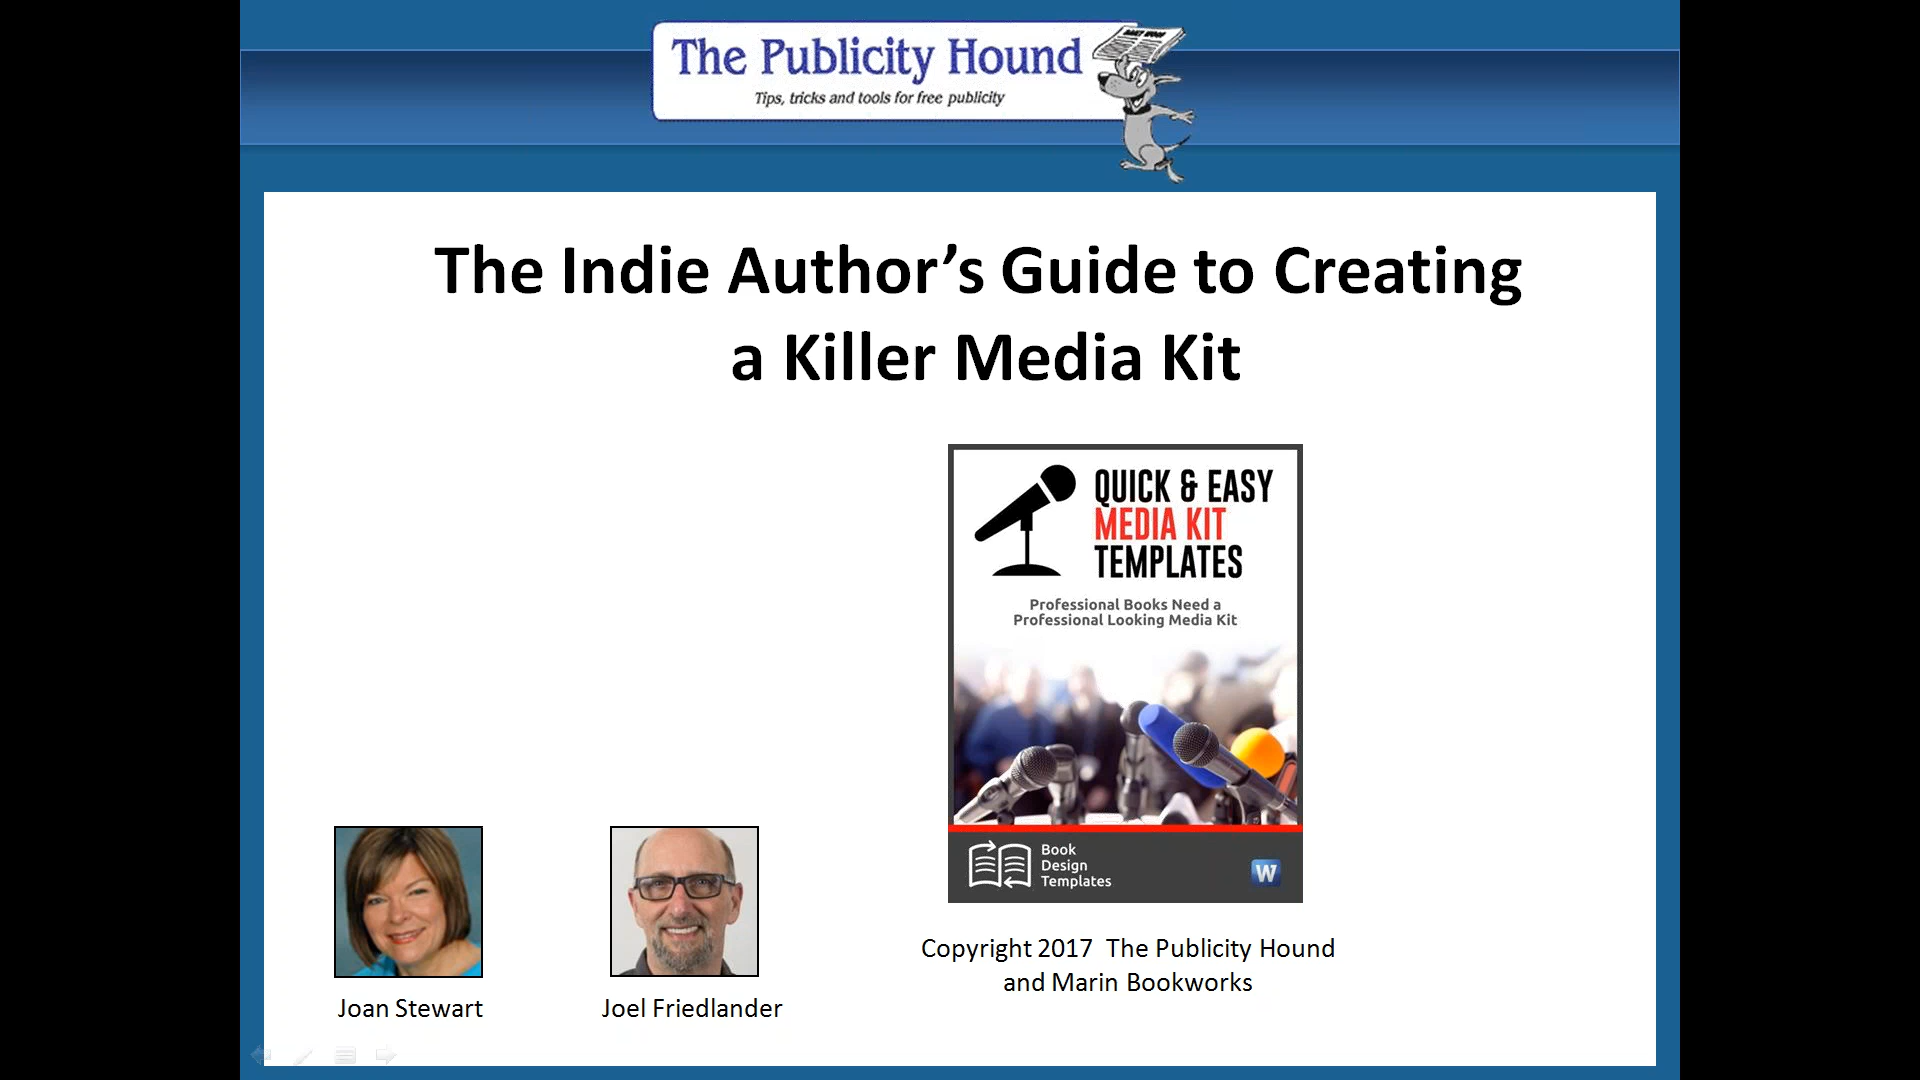 The Publicity Hound
Tips, tricks and tools for free publicity
DAILY WOOF
The Indie Author’s Guide to Creating
a Killer Media Kit
QUICK & EASY
MEDIA KIT
TEMPLATES
Professional Books Need a
Professional Looking Media Kit
Book
Design
Templates
W
Joan Stewart
Joel Friedlander
Copyright 2017 The Publicity Hound
and Marin Bookworks